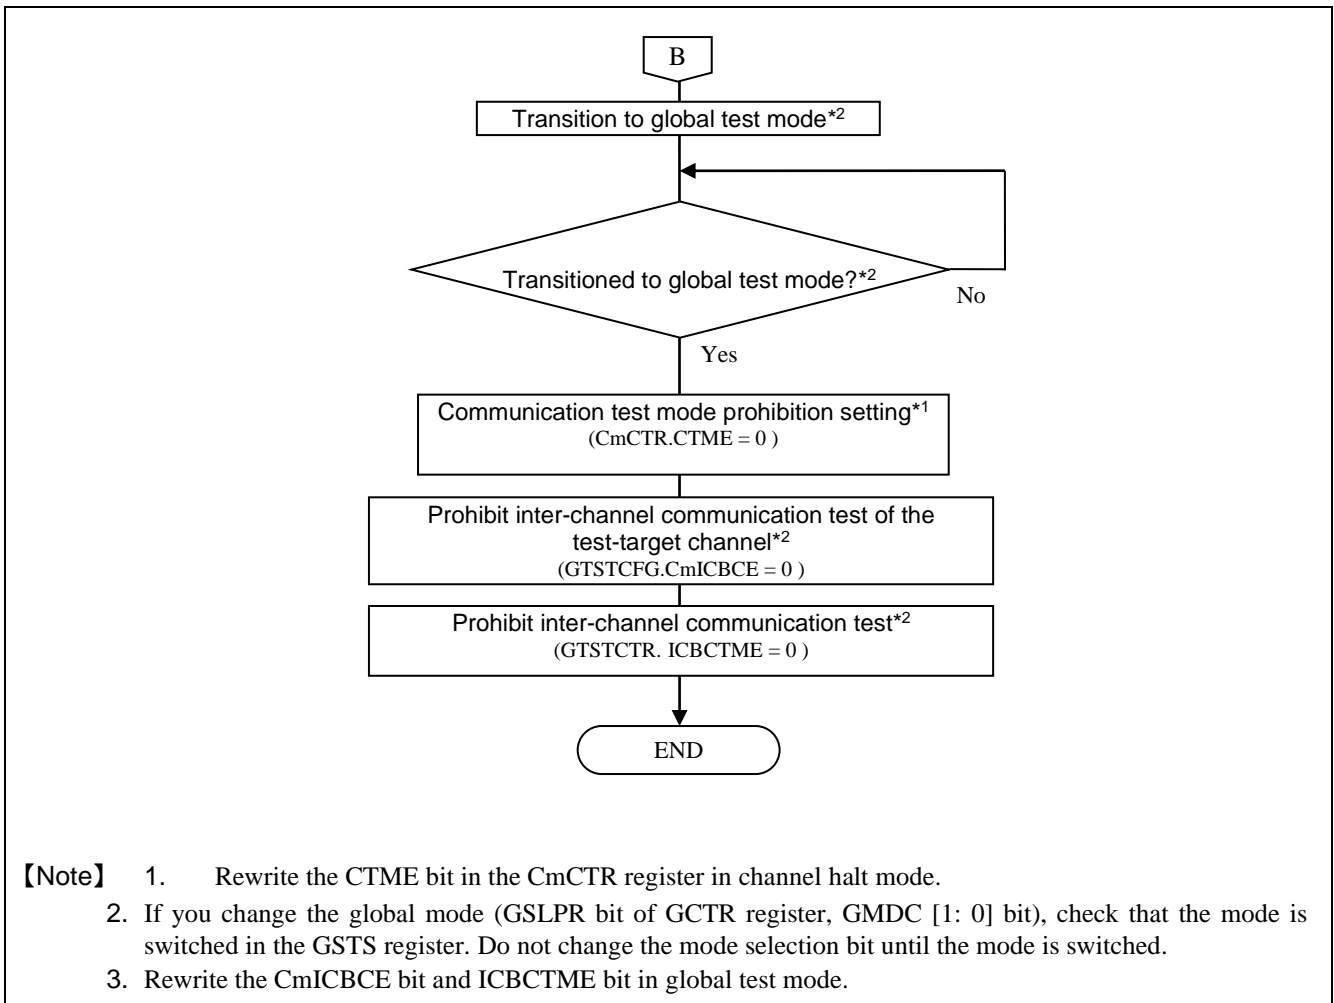 B
Transition to global test mode*2
Transitioned to global test mode?*2
No
Yes
Communication test mode prohibition setting*1
(CmCTR.CTME = 0 )
Prohibit inter-channel communication test of the
test-target channel*2
(GTSTCFG.CmICBCE = 0 )
Prohibit inter-channel communication test*2
(GTSTCTR. ICBCTME = 0 )
END
【Note】 1. Rewrite the CTME bit in the CmCTR register in channel halt mode.
2. If you change the global mode (GSLPR bit of GCTR register, GMDC [1: 0] bit), check that the mode is
switched in the GSTS register. Do not change the mode selection bit until the mode is switched.
3. Rewrite the CmICBCE bit and ICBCTME bit in global test mode.